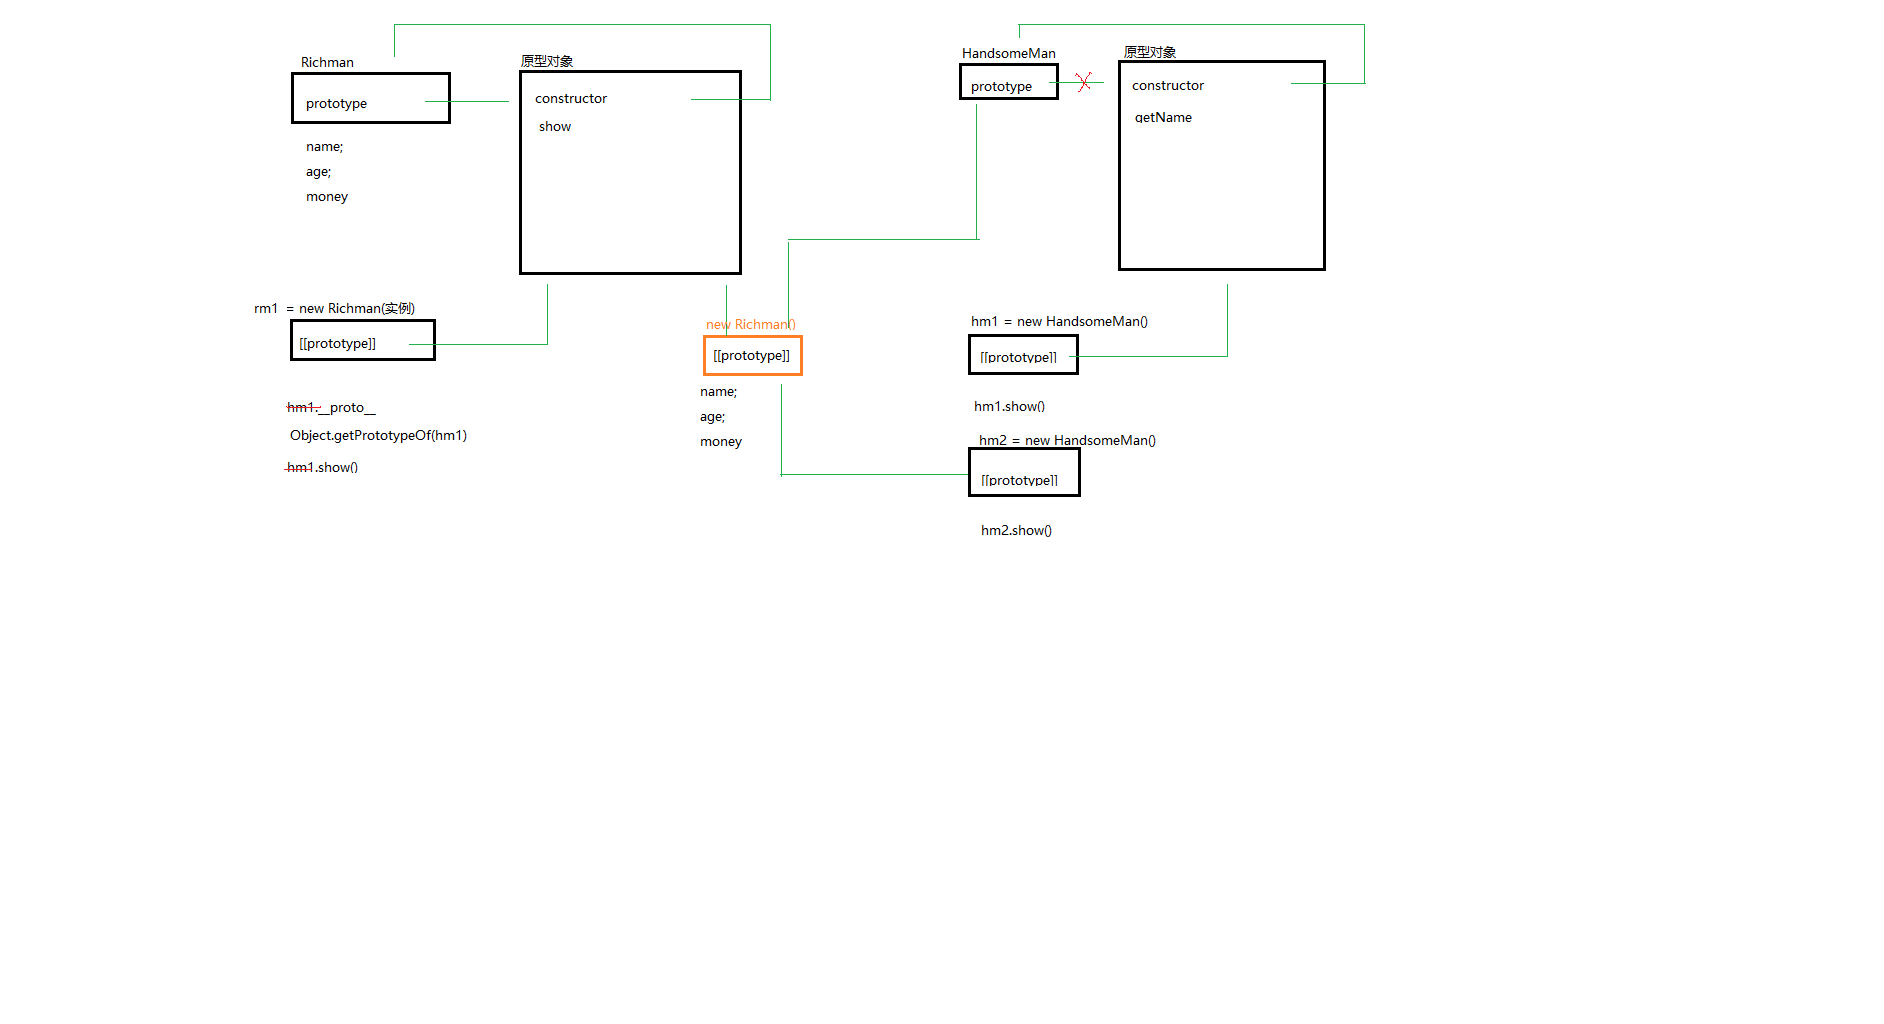 Richman
prototype
name;
age;
money
原型对象
constructor
show
HandsomeMan
prototype
原型对象
constructor
getName
rm1 = new Richman(实例)
[[prototype]]
hm1.__proto__
Object.getPrototypeOf(hm1)
hm1.show()
new Richman()
[[prototype]]
name;
age;
money
hm1 = new HandsomeMan()
[[prototype]]
hm1.show()
hm2 = new HandsomeMan()
[[prototype]]
hm2.show()